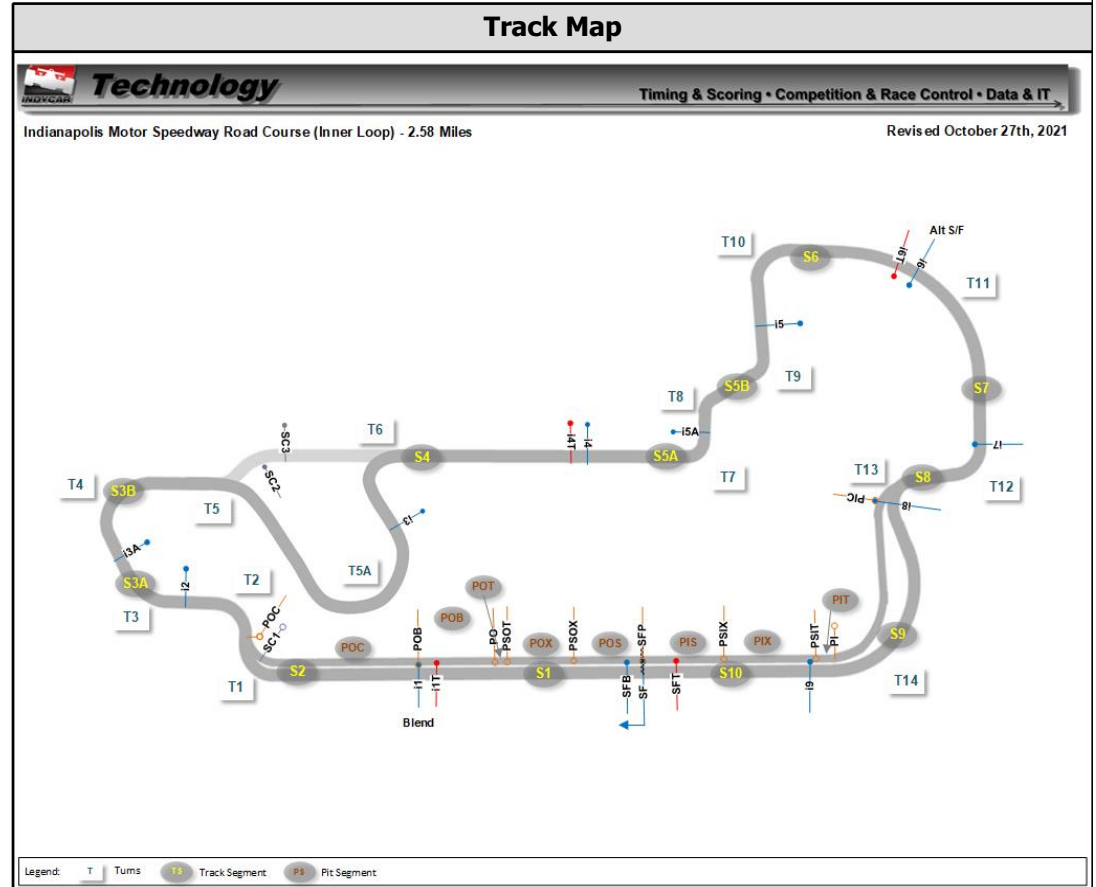 Track Map
INDYCAR Technology
Timing & Scoring • Competition & Race Control • Data & IT
Indianapolis Motor Speedway Road Course (Inner Loop) - 2.58 Miles
Revised October 27th, 2021
Alt S/F
T10
S6
i6T
i6
T11
i5
S7
T9
S5B
T8
i5A
i7
SC3
T6
S4
i4T
i4
S5A
T7
T13
S8
T12
SC2
PIC
i8
T4
S3B
T5
i3
i3A
S3A
i2
T2
T5A
T3
POC
SC1
POT
PIT
POB
POB
PO
PSOT
PSOX
SFP
PSIX
PSIT
PI
S9
POC
POX
POS
PIS
PIX
T1
S2
i1
i1T
S1
SFB
SF
SFT
S10
i9
T14
Blend
Legend: T Turns TS Track Segment PS Pit Segment